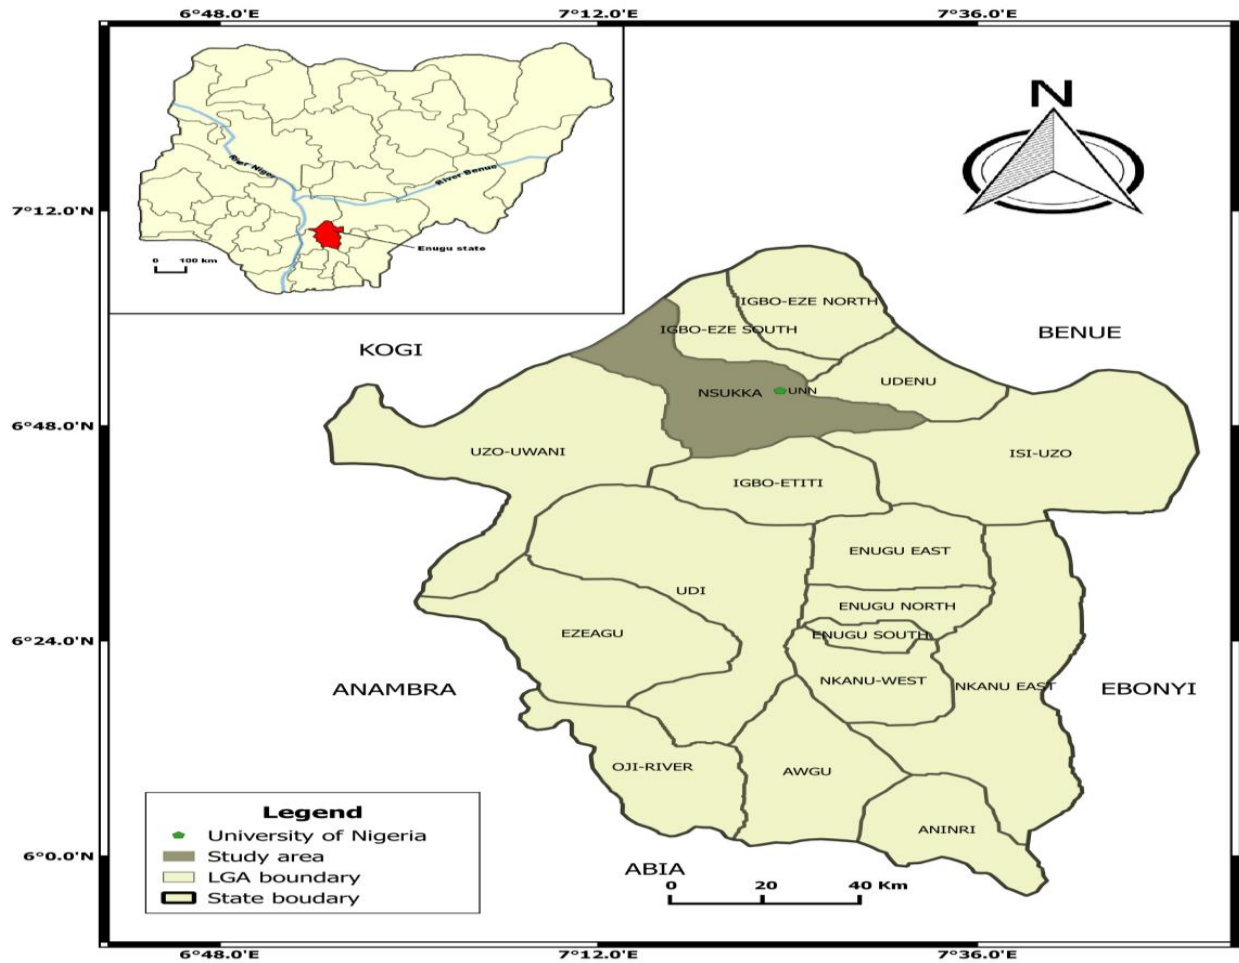 6°48.0'E 7°12.0'E 7°36.0'E
N
River Niger
River Benue
Enugu state
0 100 km
7°12.0'N
6°48.0'N
6°24.0'N
6°0.0'N
KOGI
BENUE
IGBO-EZE NORTH
IGBO-EZE SOUTH
UDENU
NSUKKA UNN
UZO-UWANI
ISI-UZO
IGBO-ETITI
ENUGU EAST
UDI
ENUGU NORTH
EZEAGU
ENUGU SOUTH
NKANU-WEST
NKANU EAST
ANAMBRA
EBONYI
OJI-RIVER
AWGU
ANINRI
ABIA
0 20 40 Km
Legend
University of Nigeria
Study area
LGA boundary
State boudary
6°48.0'E 7°12.0'E 7°36.0'E